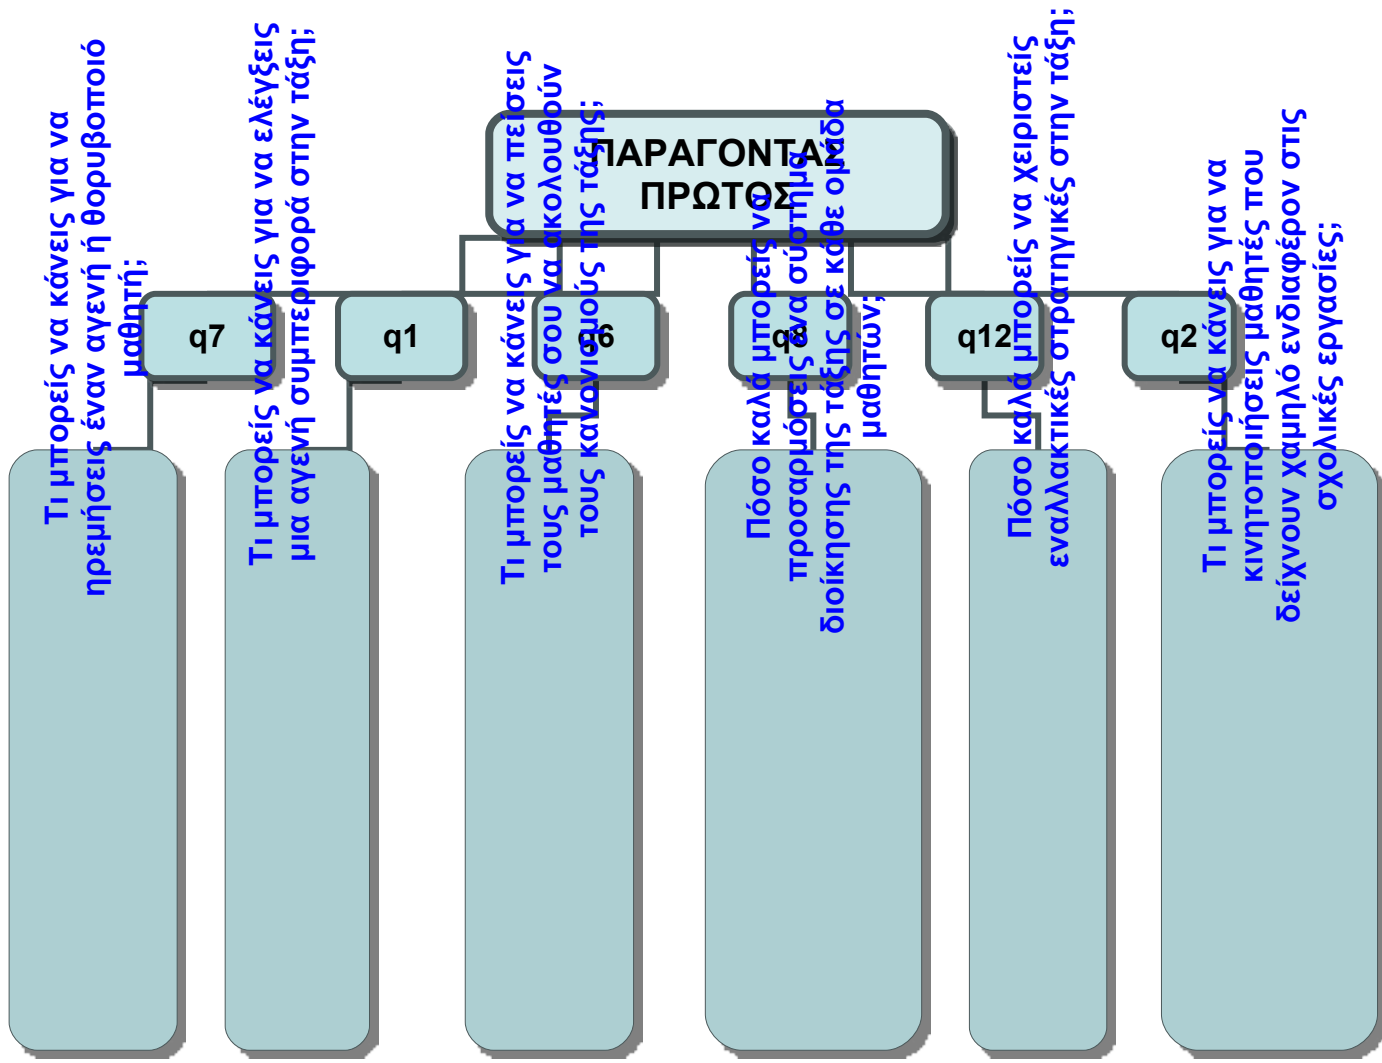 ΠΑΡΑΓΟΝΤΑΣ
ΠΡΩΤΟΣ
q7
q1
q6
q8
q12
q2
Τι μπορείς να κάνεις για να
ηρεμήσεις έναν αγενή ή θορυβοποιό
μαθητή;
Τι μπορείς να κάνεις για να ελέγξεις
μια αγενή συμπεριφορά στην τάξη;
Τι μπορείς να κάνεις για να πείσεις
τους μαθητές σου να ακολουθούν
τους κανονισμούς της τάξης;
Πόσο καλά μπορείς να
προσαρμόσεις ένα σύστημα
διοίκησης της τάξης σε κάθε ομάδα
μαθητών;
Πόσο καλά μπορείς να χειριστείς
εναλλακτικές στρατηγικές στην τάξη;
Τι μπορείς να κάνεις για να
κινητοποιήσεις μαθητές που
δείχνουν χαμηλό ενδιαφέρον στις
σχολικές εργασίες;